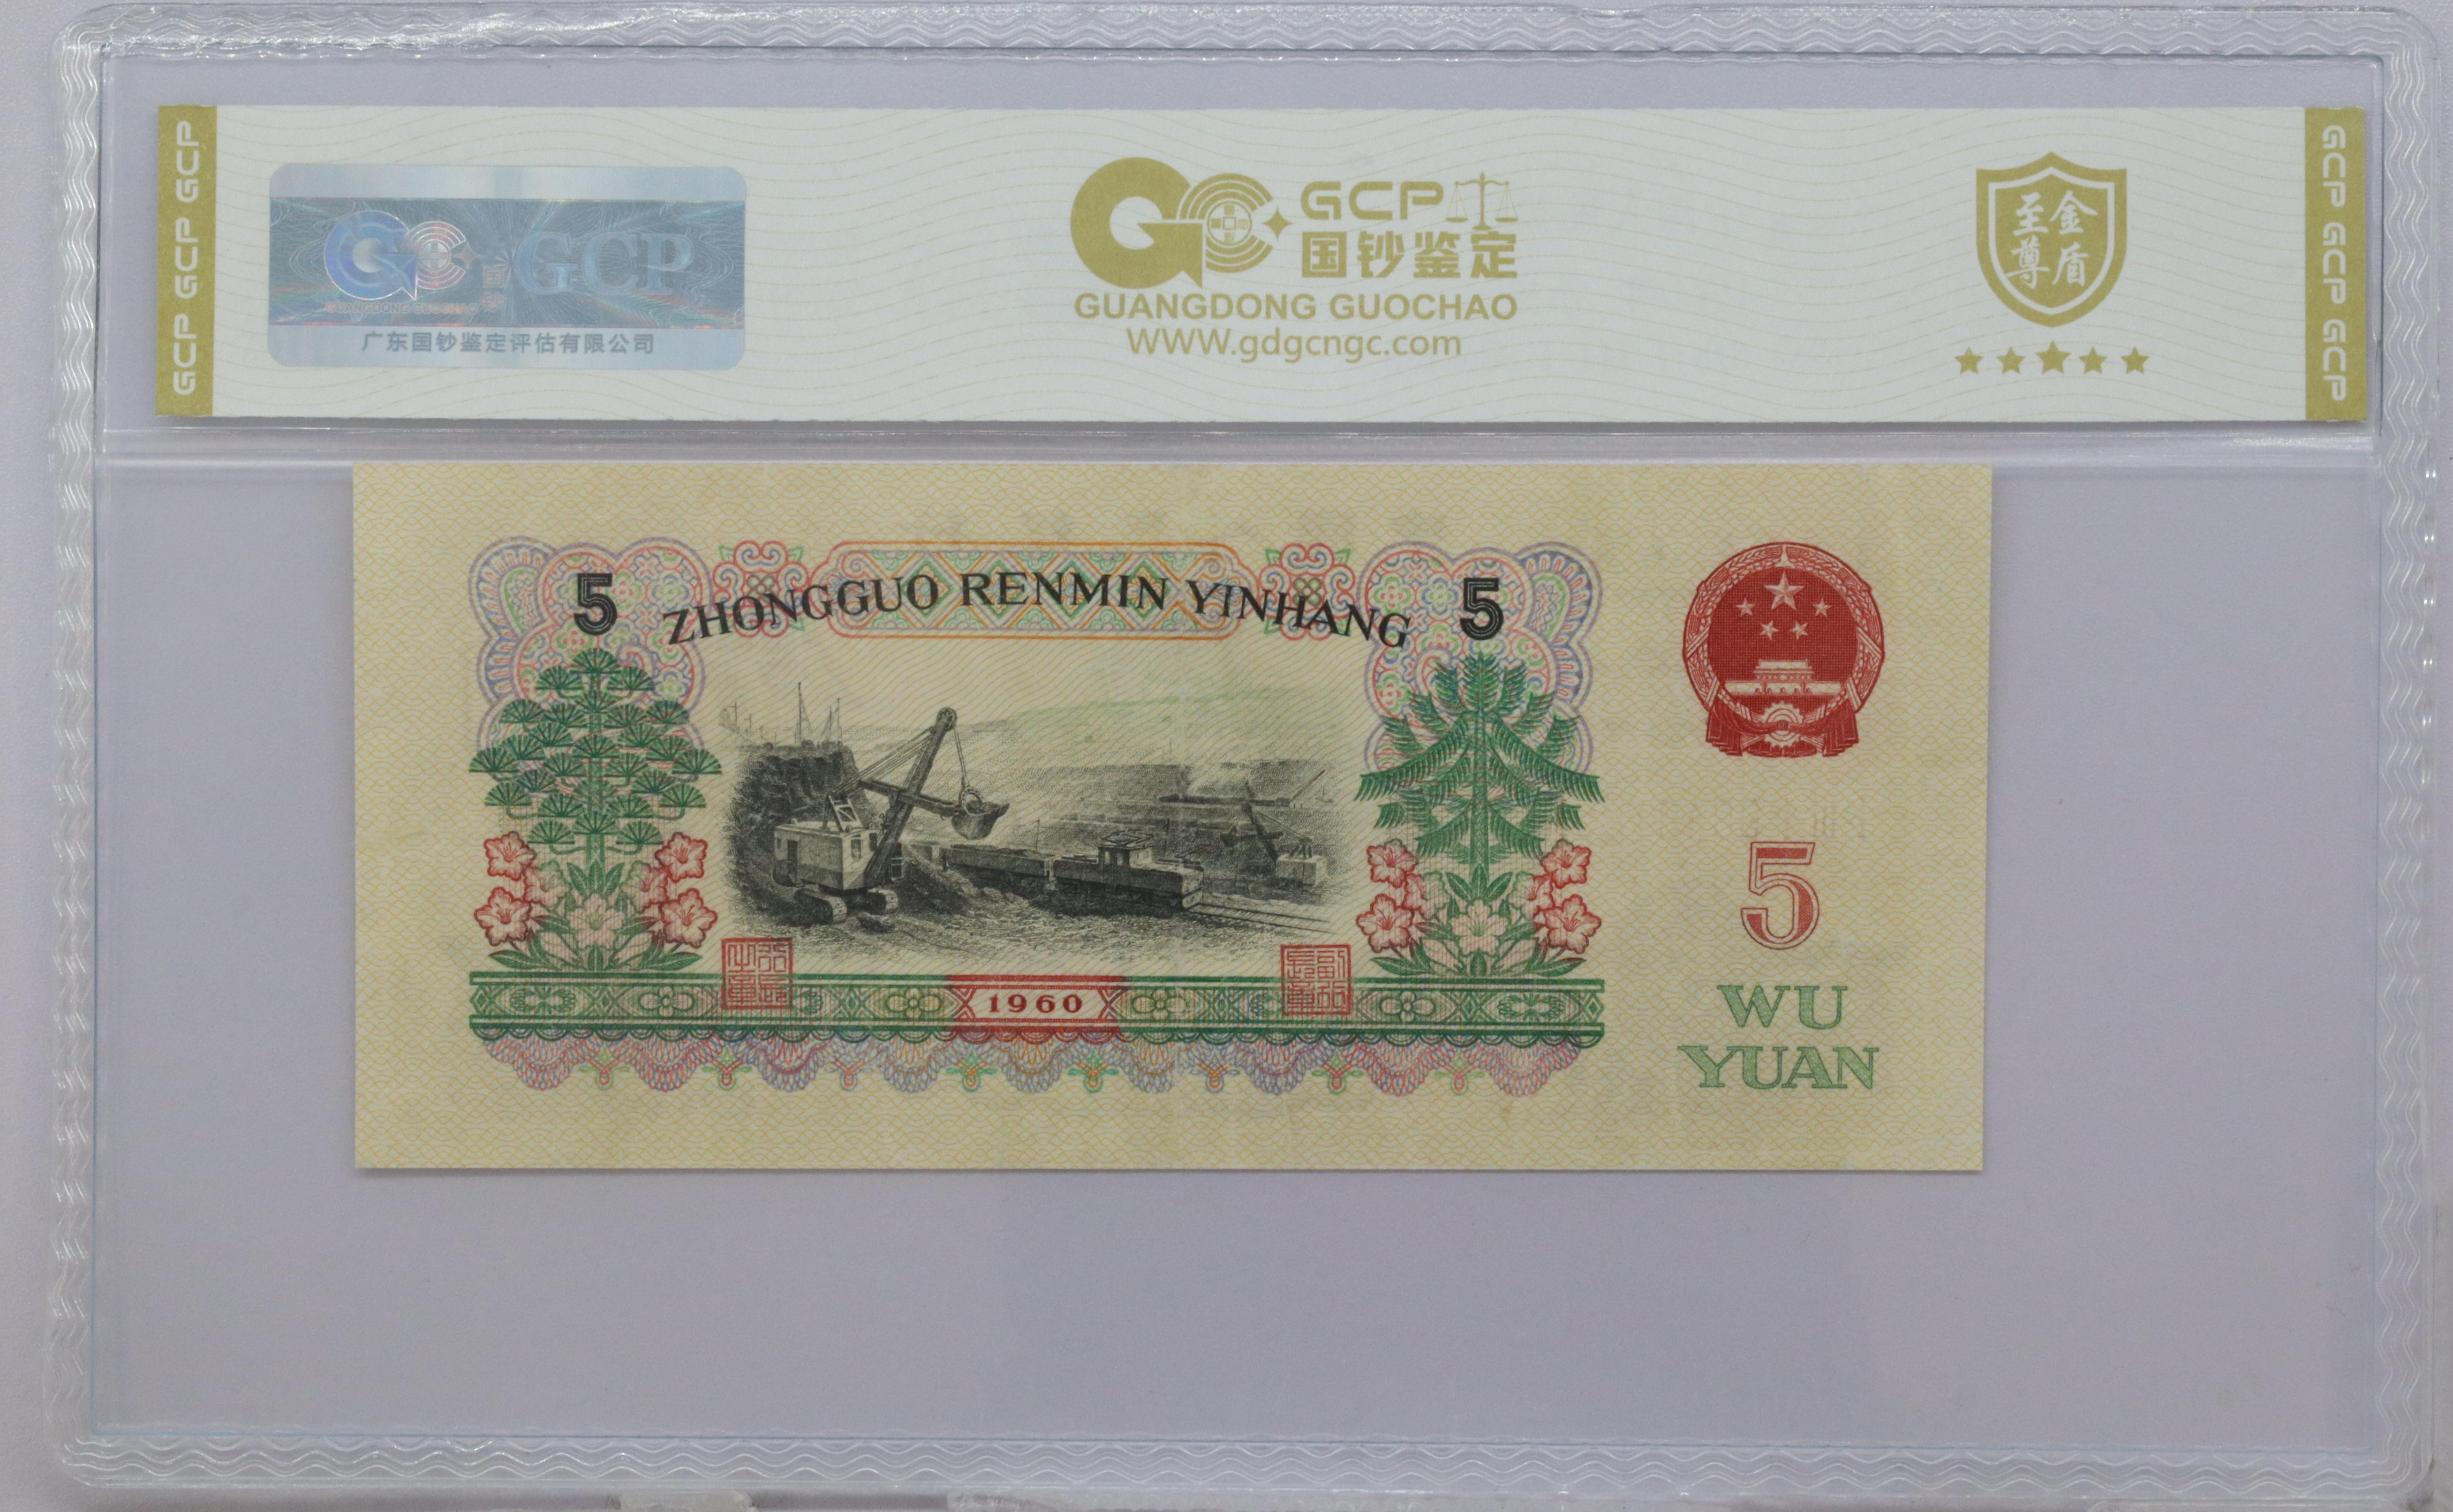 GCP GCP GCP
GCP
GUANGDONG GUOCHAO
广东国钞鉴定评估有限公司
GCP
国钞鉴定
GUANGDONG GUOCHAO
WWW.gdgcngc.com
至尊金盾
GCP GCP GCP
5 ZHONGGUO RENMIN YINHANG 5
1960
5
WU
YUAN